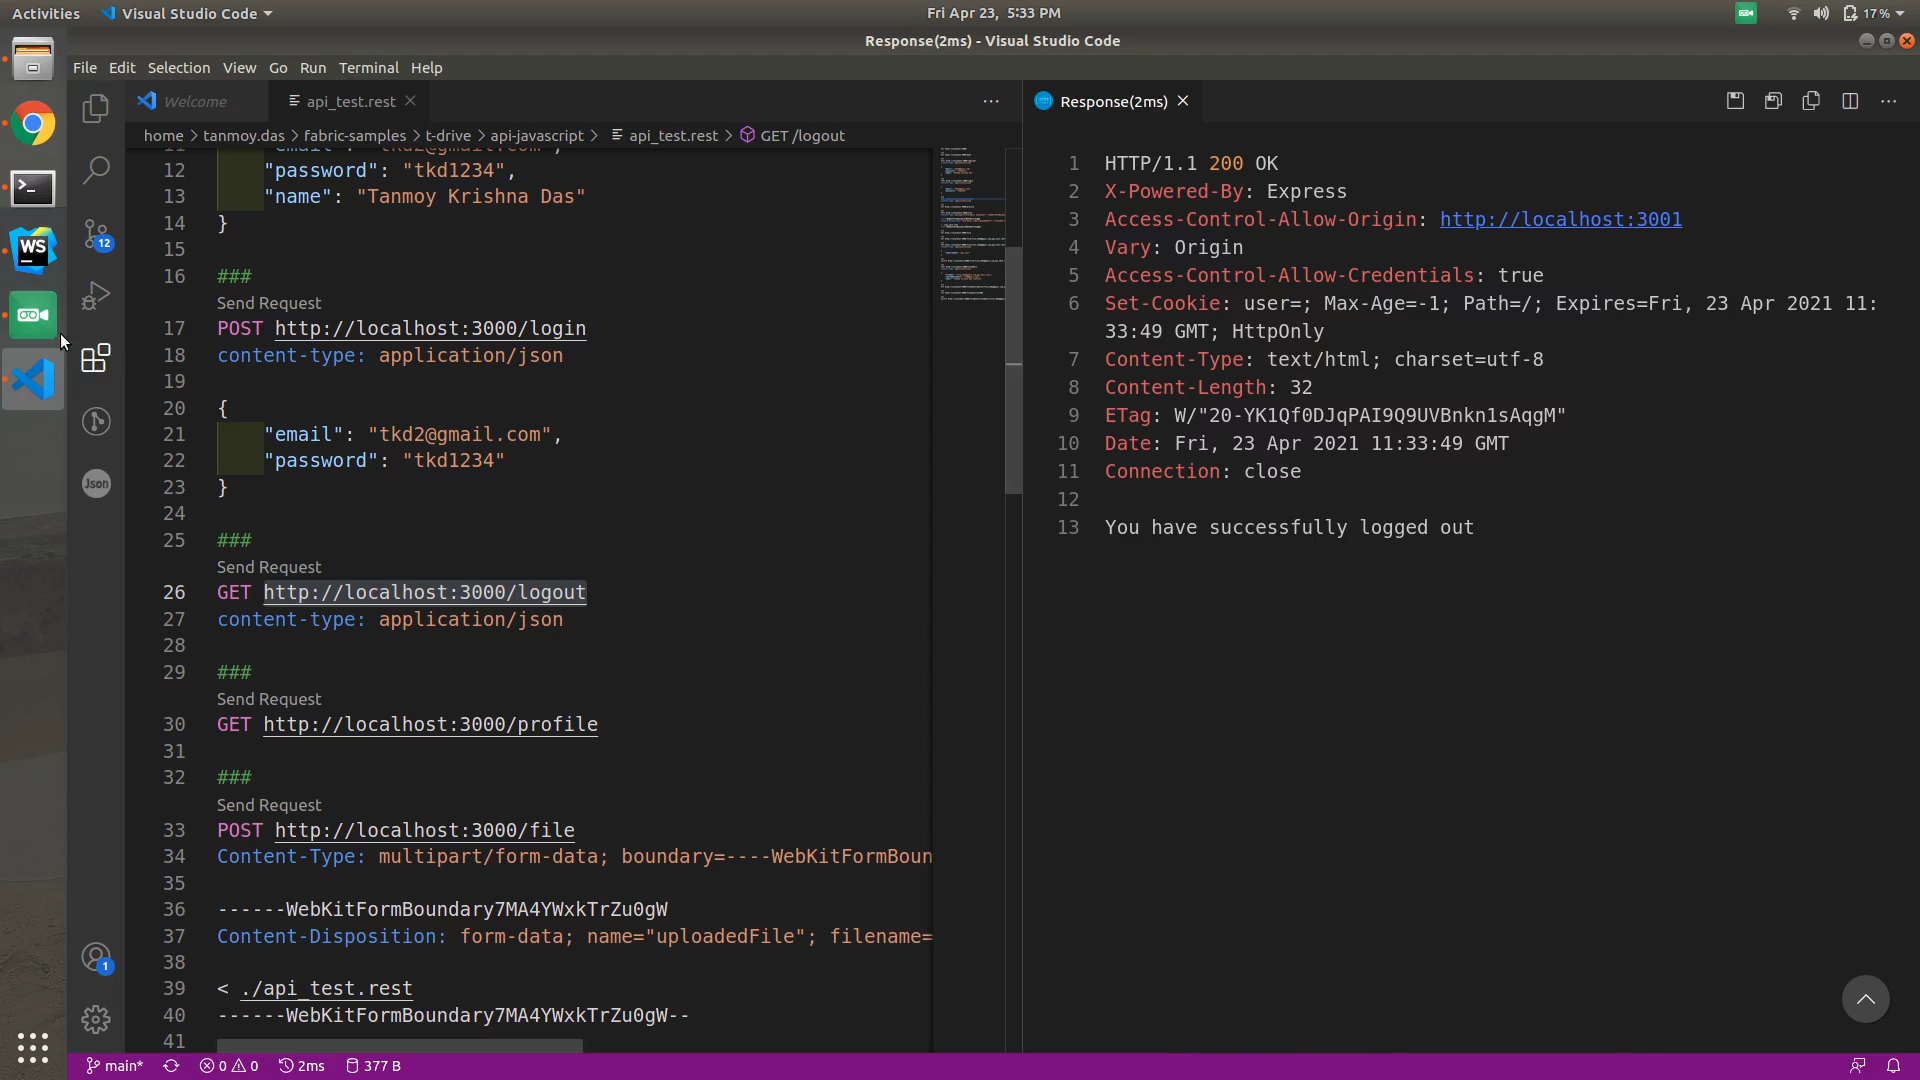 Activities
Visual Studio Code
Fri Apr 23, 5:33 PM
17%
Response(2ms) - Visual Studio Code
File Edit Selection View Go Run Terminal Help
Welcome
api_test.rest
Response(2ms)
home > tanmoy.das > fabric-samples > t-drive > api-javascript > api_test.rest > GET /logout
12 "password": "tkd1234",
13 "name": "Tanmoy Krishna Das"
14 }
15
16 ###
Send Request
17 POST http://localhost:3000/login
18 content-type: application/json
19
20 {
21 "email": "tkd2@gmail.com",
22 "password": "tkd1234"
23 }
24
25 ###
Send Request
26 GET http://localhost:3000/logout
27 content-type: application/json
28
29 ###
Send Request
30 GET http://localhost:3000/profile
31
32 ###
Send Request
33 POST http://localhost:3000/file
34 Content-Type: multipart/form-data; boundary=----WebKitFormBoun
35
36 ------WebKitFormBoundary7MA4YWxkTrZu0gW
37 Content-Disposition: form-data; name="uploadedFile"; filename=
38
39 < ./api_test.rest
40 ------WebKitFormBoundary7MA4YWxkTrZu0gW--
41
1 HTTP/1.1 200 OK
2 X-Powered-By: Express
3 Access-Control-Allow-Origin: http://localhost:3001
4 Vary: Origin
5 Access-Control-Allow-Credentials: true
6 Set-Cookie: user=; Max-Age=-1; Path=/; Expires=Fri, 23 Apr 2021 11:
33:49 GMT; HttpOnly
7 Content-Type: text/html; charset=utf-8
8 Content-Length: 32
9 ETag: W/"20-YK1Qf0DJqPAI9Q9UVBnkn1sAqgM"
10 Date: Fri, 23 Apr 2021 11:33:49 GMT
11 Connection: close
12
13 You have successfully logged out
WS
12
Json
1
main*
0
0
2ms
377 B